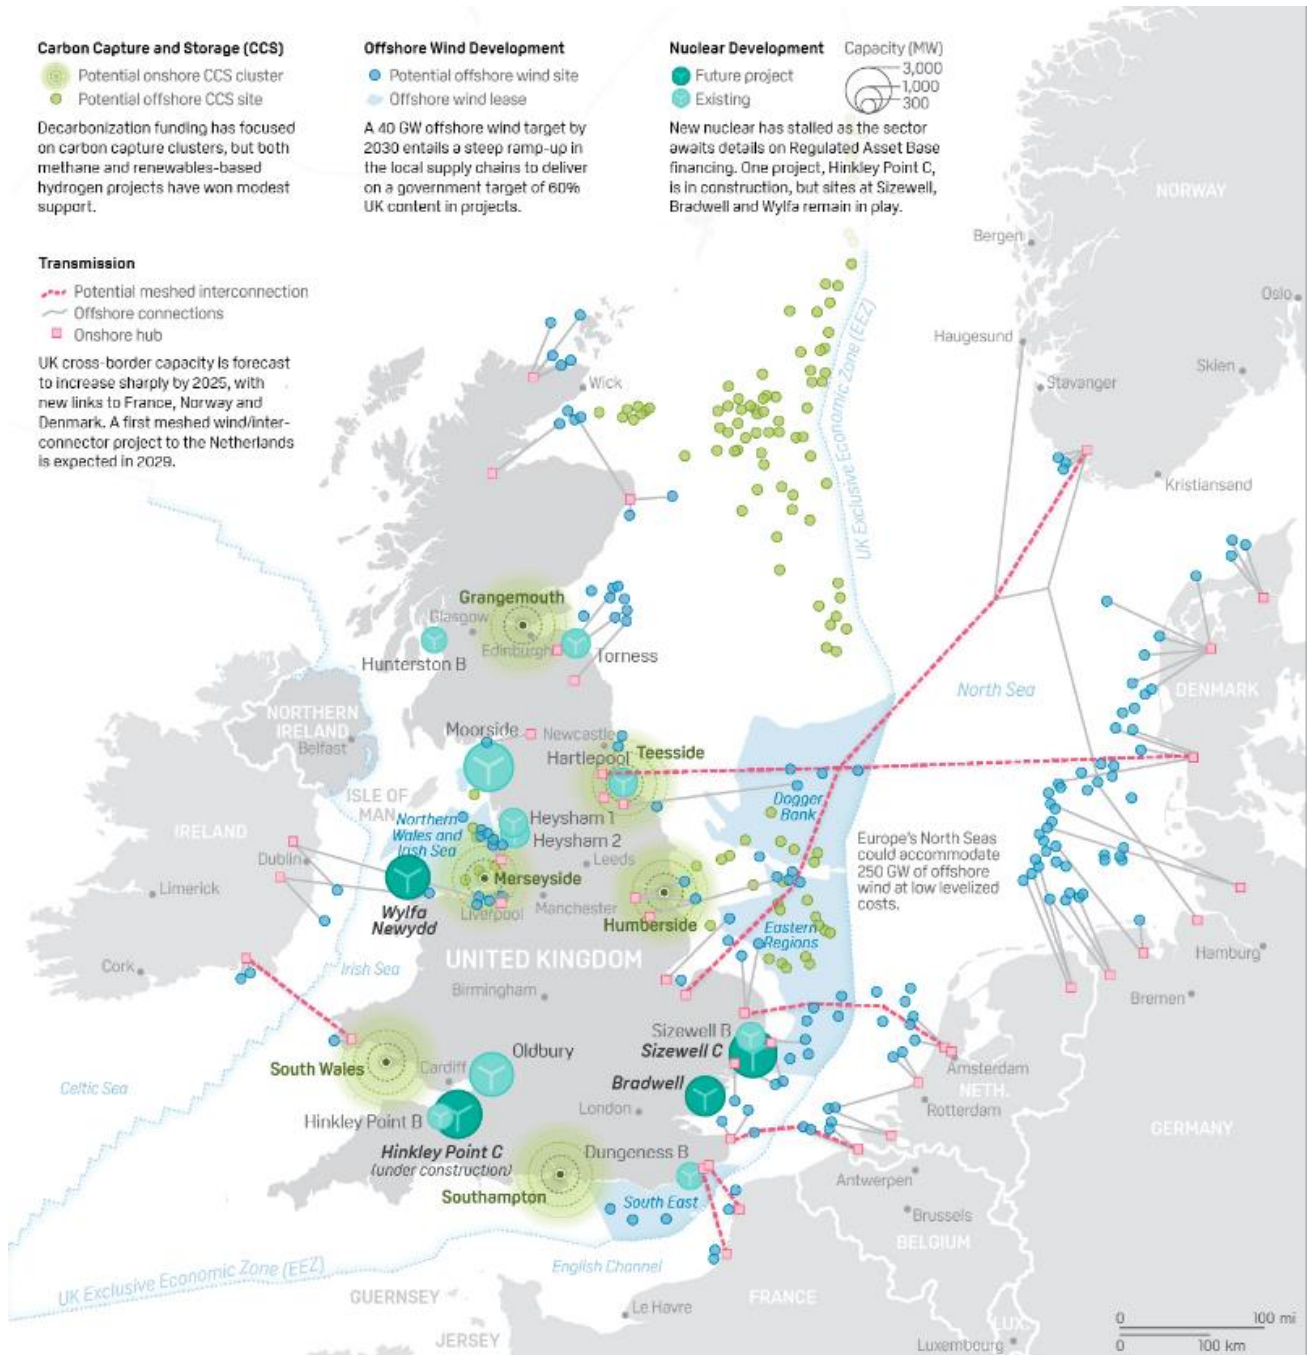 Carbon Capture and Storage (CCS)
Potential onshore CCS cluster
Potential offshore CCS site
Decarbonization funding has focused
on carbon capture clusters, but both
methane and renewables-based
hydrogen projects have won modest
support.
Offshore Wind Development
Potential offshore wind site
Offshore wind lease
A 40 GW offshore wind target by
2030 entails a steep ramp-up in
the local supply chains to deliver
on a government target of 60%
UK content in projects.
Nuclear Development
Future project
Existing
Capacity (MW)
3,000
1,000
300
New nuclear has stalled as the sector
awaits details on Regulated Asset Base
financing. One project, Hinkley Point C,
is in construction, but sites at Sizewell,
Bradwell and Wylfa remain in play.
Transmission
Potential meshed interconnection
Offshore connections
Onshore hub
UK cross-border capacity is forecast
to increase sharply by 2025, with
new links to France, Norway and
Denmark. A first meshed wind/inter-
connector project to the Netherlands
is expected in 2029.
NORWAY
Bergen
Oslo
Haugesund
Skien
Stavanger
Kristiansand
UK Exclusive Economic Zone (EEZ)
Wick
Grangemouth
Glasgow
Edinburgh
Hunterston B
Torness
North Sea
DENMARK
NORTHERN
IRELAND
Belfast
Moorside
Newcastle
Hartlepool
Teesside
ISLE OF
MAN
Northern
Wales and
Irish Sea
Heysham 1
Heysham 2
Dogger
Bank
IRELAND
Dublin
Limerick
Leeds
Merseyside
Liverpool
Manchester
Wylfa
Newydd
Humberside
Eastern
Regions
Europe's North Seas
could accommodate
250 GW of offshore
wind at low levelized
costs.
Hamburg
Bremen
Cork
Irish Sea
UNITED KINGDOM
Birmingham
Sizewell B
Sizewell C
Bradwell
Oldbury
South Wales
Cardiff
Celtic Sea
London
Amsterdam
NETH.
Rotterdam
GERMANY
Hinkley Point B
Hinkley Point C
(under construction)
Dungeness B
Southampton
South East
Antwerpen
Brussels
BELGIUM
English Channel
UK Exclusive Economic Zone (EEZ)
GUERNSEY
JERSEY
Le Havre
FRANCE
LUX.
Luxembourg
0
100 mi
0
100 km